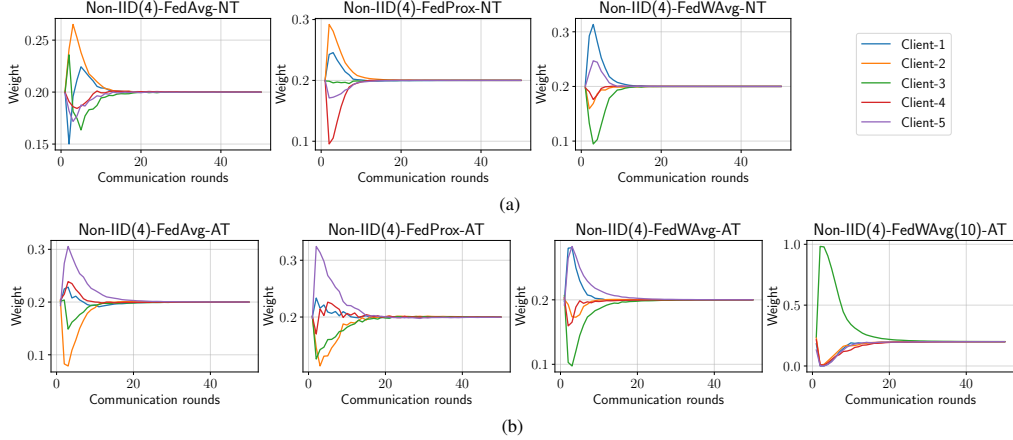 Non-IID(4)-FedAvg-NT
Non-IID(4)-FedProx-NT
Non-IID(4)-FedWAvg-NT
Weight
0.25
0.20
0.15
0
20
40
Communication rounds
Weight
0.3
0.2
0.1
0
20
40
Communication rounds
Weight
0.3
0.2
0.1
0
20
40
Communication rounds
Client-1
Client-2
Client-3
Client-4
Client-5
(a)
Non-IID(4)-FedAvg-AT
Non-IID(4)-FedProx-AT
Non-IID(4)-FedWAvg-AT
Non-IID(4)-FedWAvg(10)-AT
Weight
0.3
0.2
0.1
0
20
40
Communication rounds
Weight
0.3
0.2
0
20
40
Communication rounds
Weight
0.2
0.1
0
20
40
Communication rounds
Weight
1.0
0.5
0.0
0
20
40
Communication rounds
(b)